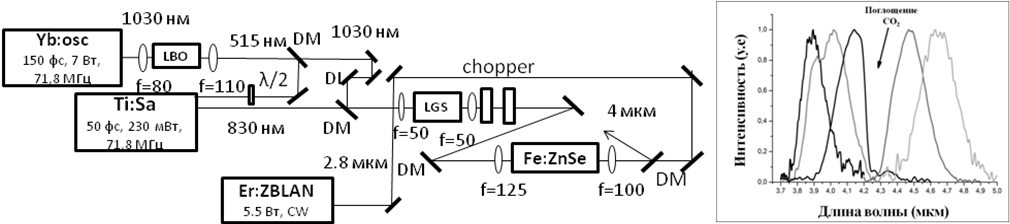 1030 нм
Yb:osc
150 фс, 7 Вт,
71,8 МГц
LBO
f=80
f=110
515 нм
DM
1030 нм
λ/2
DL
Ti:Sa
50 фс, 230 мВт,
71,8 МГц
830 нм
DM
chopper
f=50
LGS
f=50
4 мкм
2.8 мкм
DM
f=125
Fe:ZnSe
f=100
DM
Er:ZBLAN
5.5 Вт, CW
Поглощение
CO₂
Интенсивность (у.е)
1,0
0,8
0,6
0,4
0,2
0,0
3,7 3,8 3,9 4,0 4,1 4,2 4,3 4,4 4,5 4,6 4,7 4,8 4,9 5,0
Длина волны (мкм)